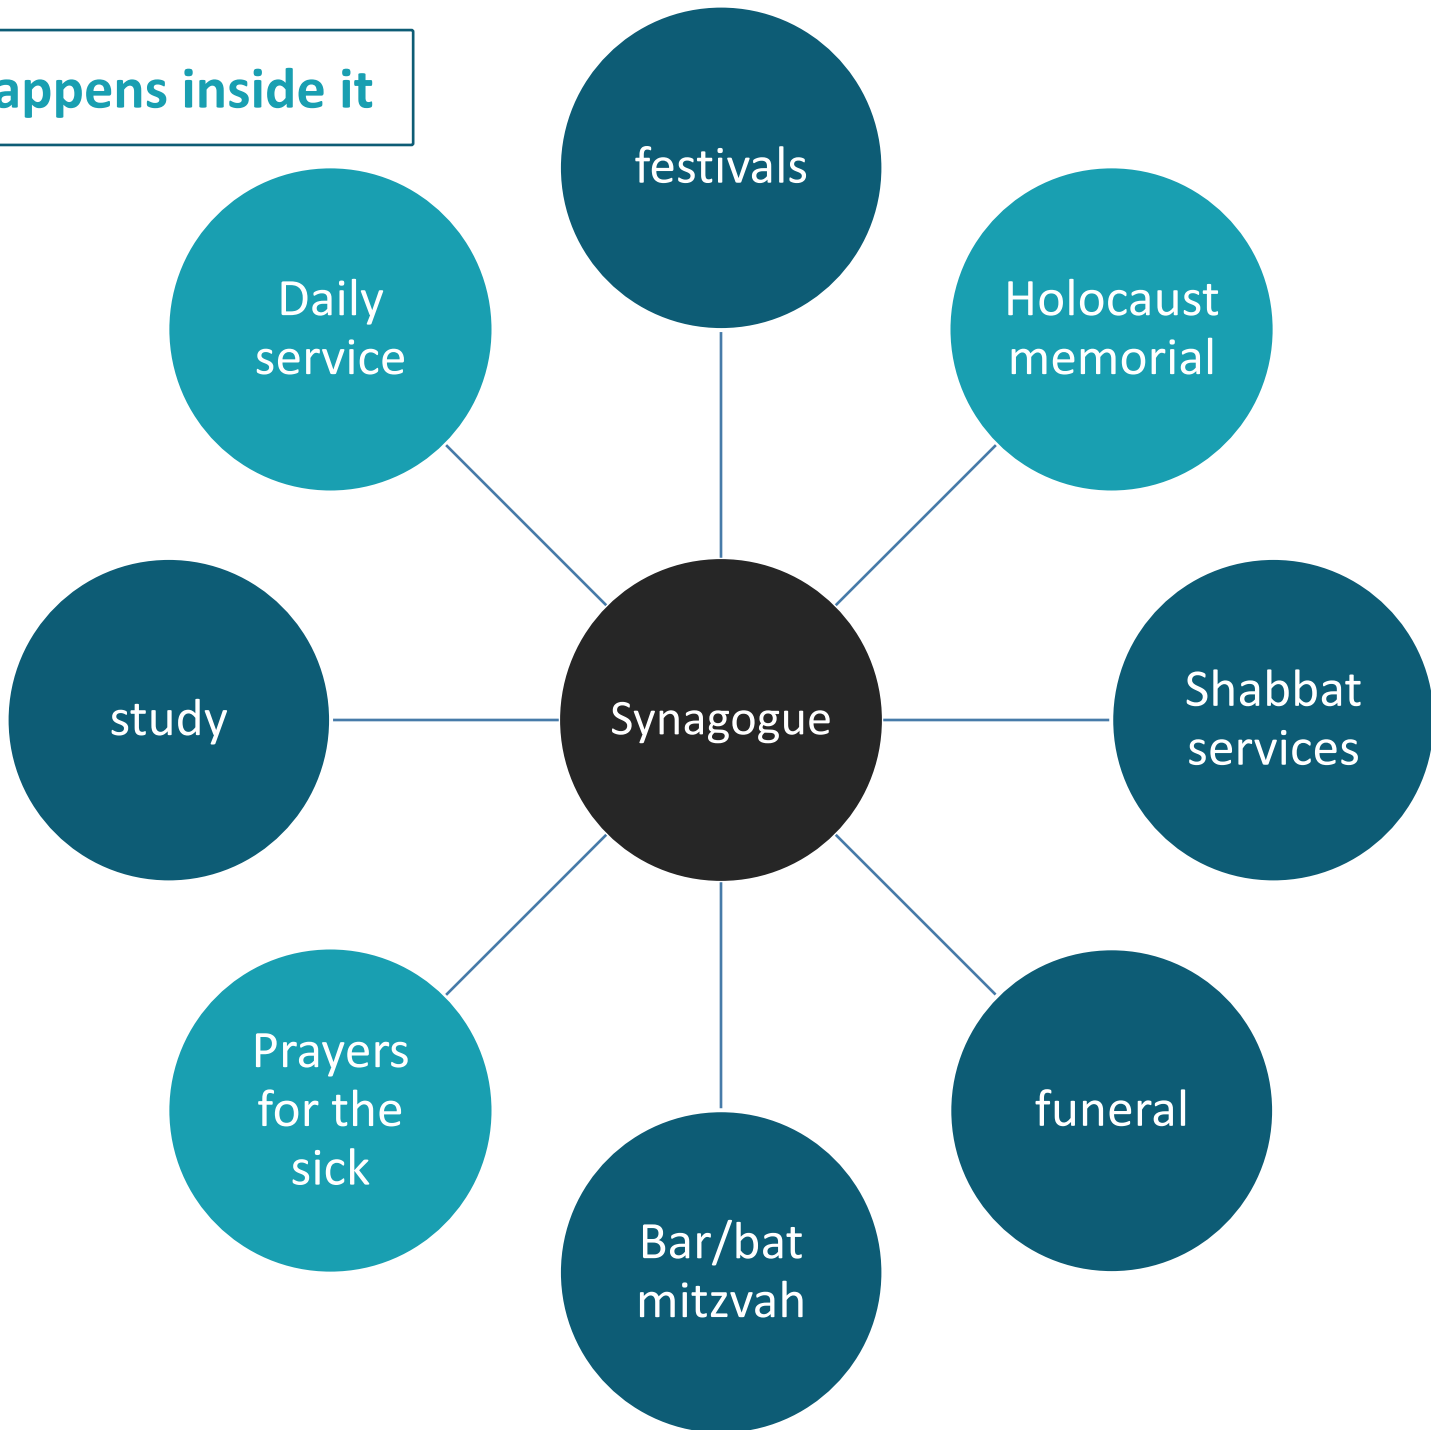 appens inside it
festivals
Daily
service
Holocaust
memorial
study
Synagogue
Shabbat
services
Prayers
for the
sick
funeral
Bar/bat
mitzvah